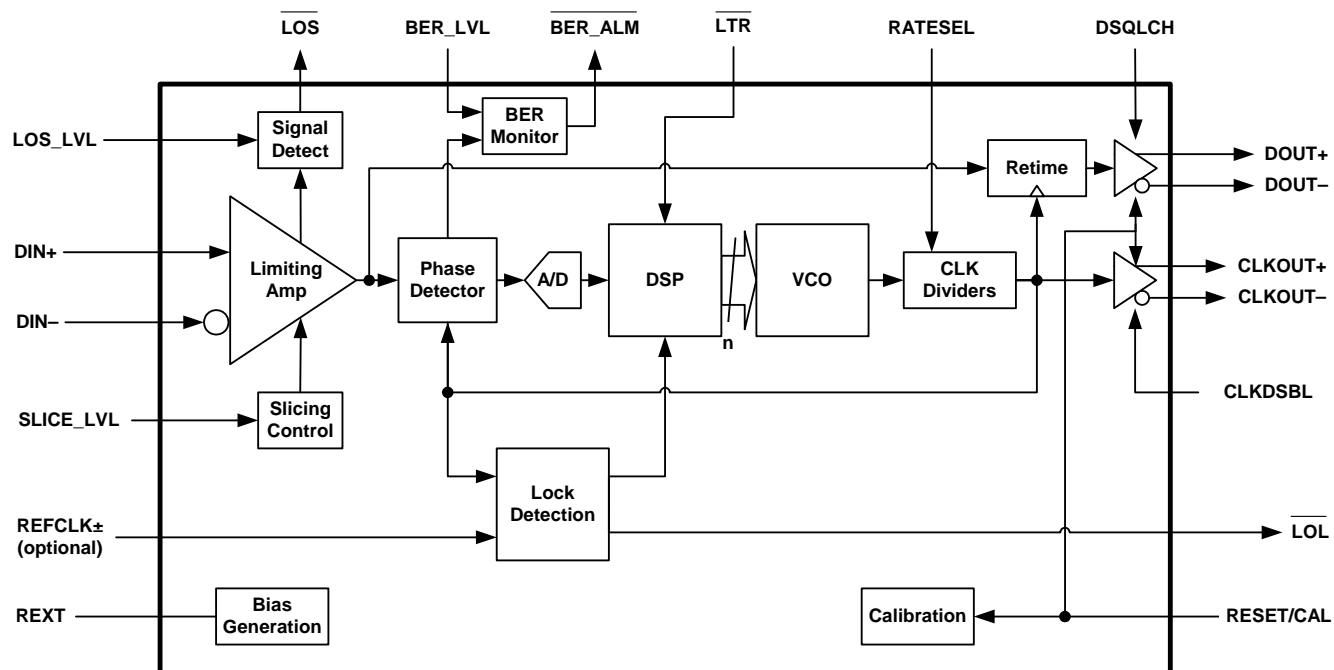 LOS
BER_LVL
BER_ALM
LTR
RATESEL
DSQLCH
LOS_LVL
Signal
Detect
BER
Monitor
Retime
DOUT+
DOUT–
DIN+
DIN–
Limiting
Amp
Phase
Detector
A/D
DSP
n
VCO
CLK
Dividers
CLKOUT+
CLKOUT–
CLKDSBL
SLICE_LVL
Slicing
Control
REFCLK±
(optional)
Lock
Detection
LOL
REXT
Bias
Generation
Calibration
RESET/CAL